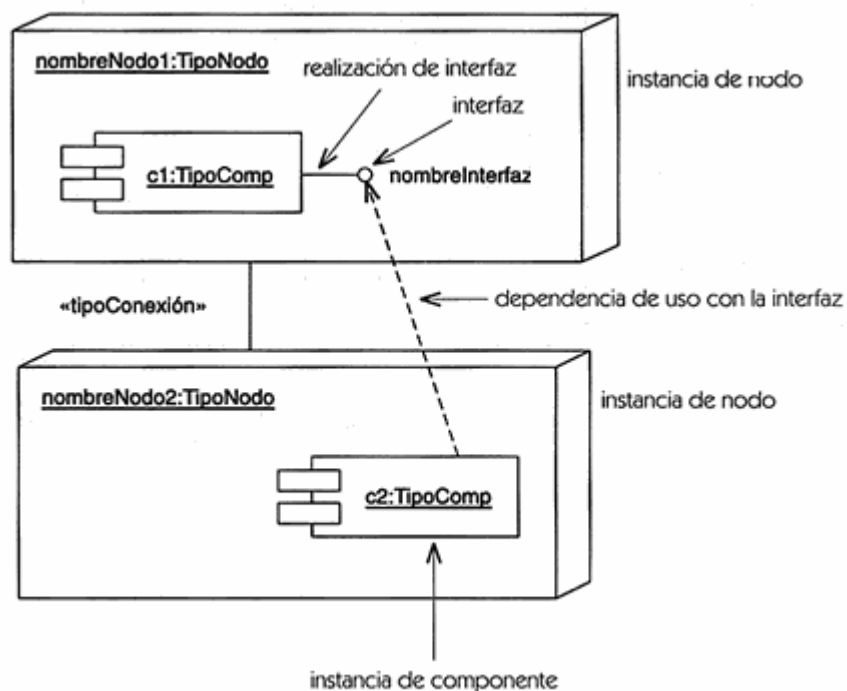 nombreNodo1:TipoNodo
realización de interfaz
instancia de nodo
interfaz
c1:TipoComp
nombreInterfaz
«tipoConexión»
dependencia de uso con la interfaz
nombreNodo2:TipoNodo
instancia de nodo
c2:TipoComp
instancia de componente